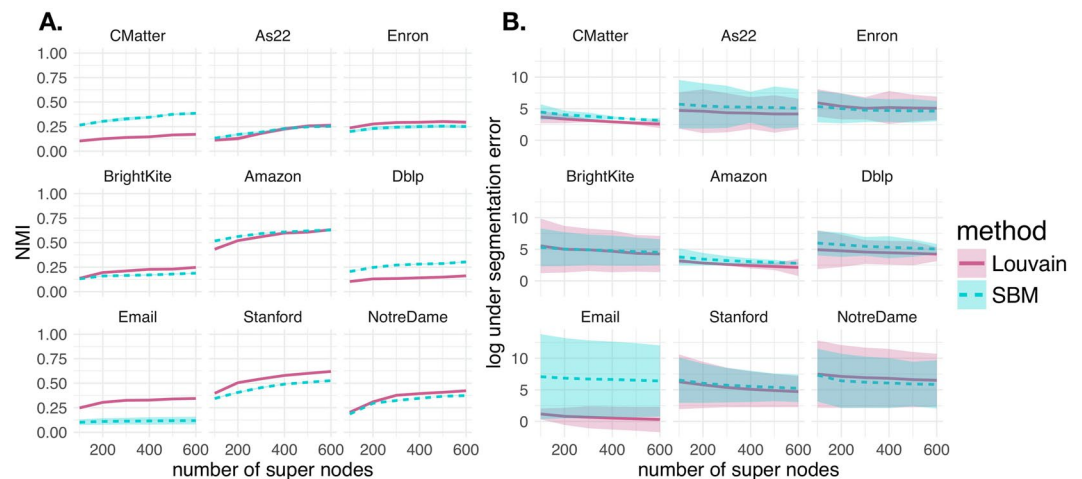 A.
CMatter As22 Enron
1.00
0.75
0.50
0.25
0.00
BrightKite Amazon Dblp
1.00
0.75
0.50
0.25
0.00
Email Stanford NotreDame
1.00
0.75
0.50
0.25
0.00
200 400 600 200 400 600 200 400 600
number of super nodes
NMI
B.
CMatter As22 Enron
10
5
0
BrightKite Amazon Dblp
10
5
0
Email Stanford NotreDame
10
5
0
200 400 600 200 400 600 200 400 600
number of super nodes
log under segmentation error
method
Louvain
SBM